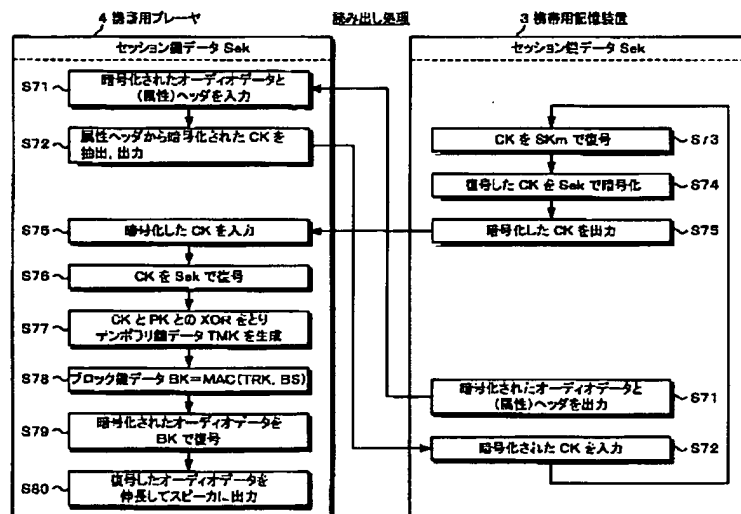 4 携帯用プレーヤ
読み出し処理
3 携帯用記憶装置
セッション鍵データ Sek
S71
暗号化されたオーディオデータと
(属性)ヘッダを入力
S72
属性ヘッダから暗号化された CK を
抽出, 出力
S75
暗号化した CK を入力
S76
CK を Sek で復号
S77
CK と PK との XOR をとり
テンポラリ鍵データ TMK を生成
S78
ブロック鍵データ BK=MAC(TRK, BS)
S79
暗号化されたオーディオデータを
BK で復号
S80
復号したオーディオデータを
伸長してスピーカに出力
セッション鍵データ Sek
CK を SKm で復号
S73
復号した CK を Sek で暗号化
S74
暗号化した CK を出力
S75
暗号化されたオーディオデータと
(属性)ヘッダを出力
S71
暗号化された CK を入力
S72